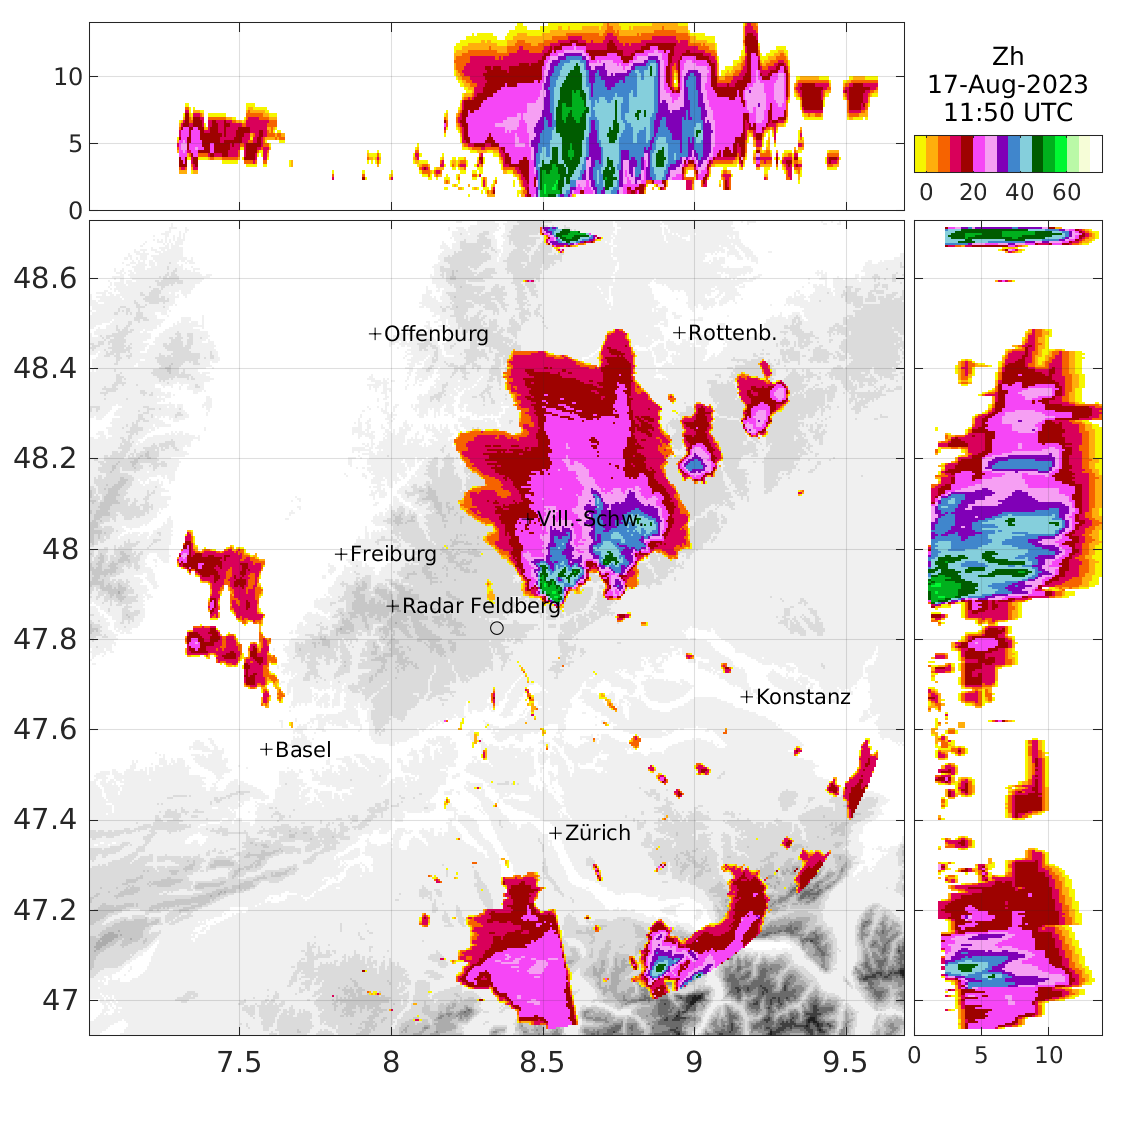 10
5
0
Zh
17-Aug-2023
11:50 UTC
0 20 40 60
48.6
48.4
48.2
48
47.8
47.6
47.4
47.2
47
+Offenburg
+Rottenb.
+Vill.-Schw.
+Freiburg
+Radar Feldberg
+Konstanz
+Basel
+Zürich
7.5 8 8.5 9 9.5
0 5 10